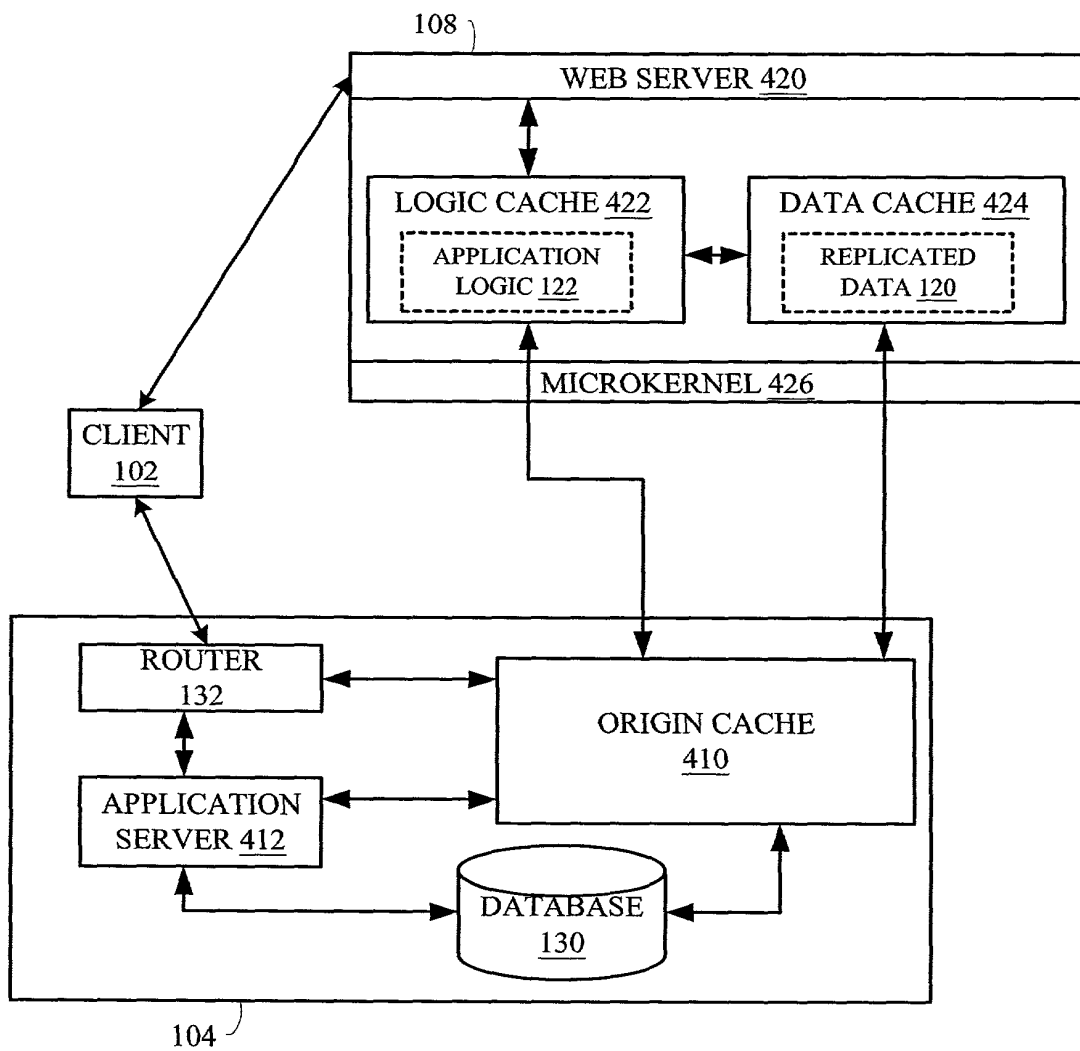 108
WEB SERVER 420
LOGIC CACHE 422
APPLICATION
LOGIC 122
DATA CACHE 424
REPLICATED
DATA 120
MICROKERNEL 426
CLIENT
102
ROUTER
132
ORIGIN CACHE
410
APPLICATION
SERVER 412
DATABASE
130
104